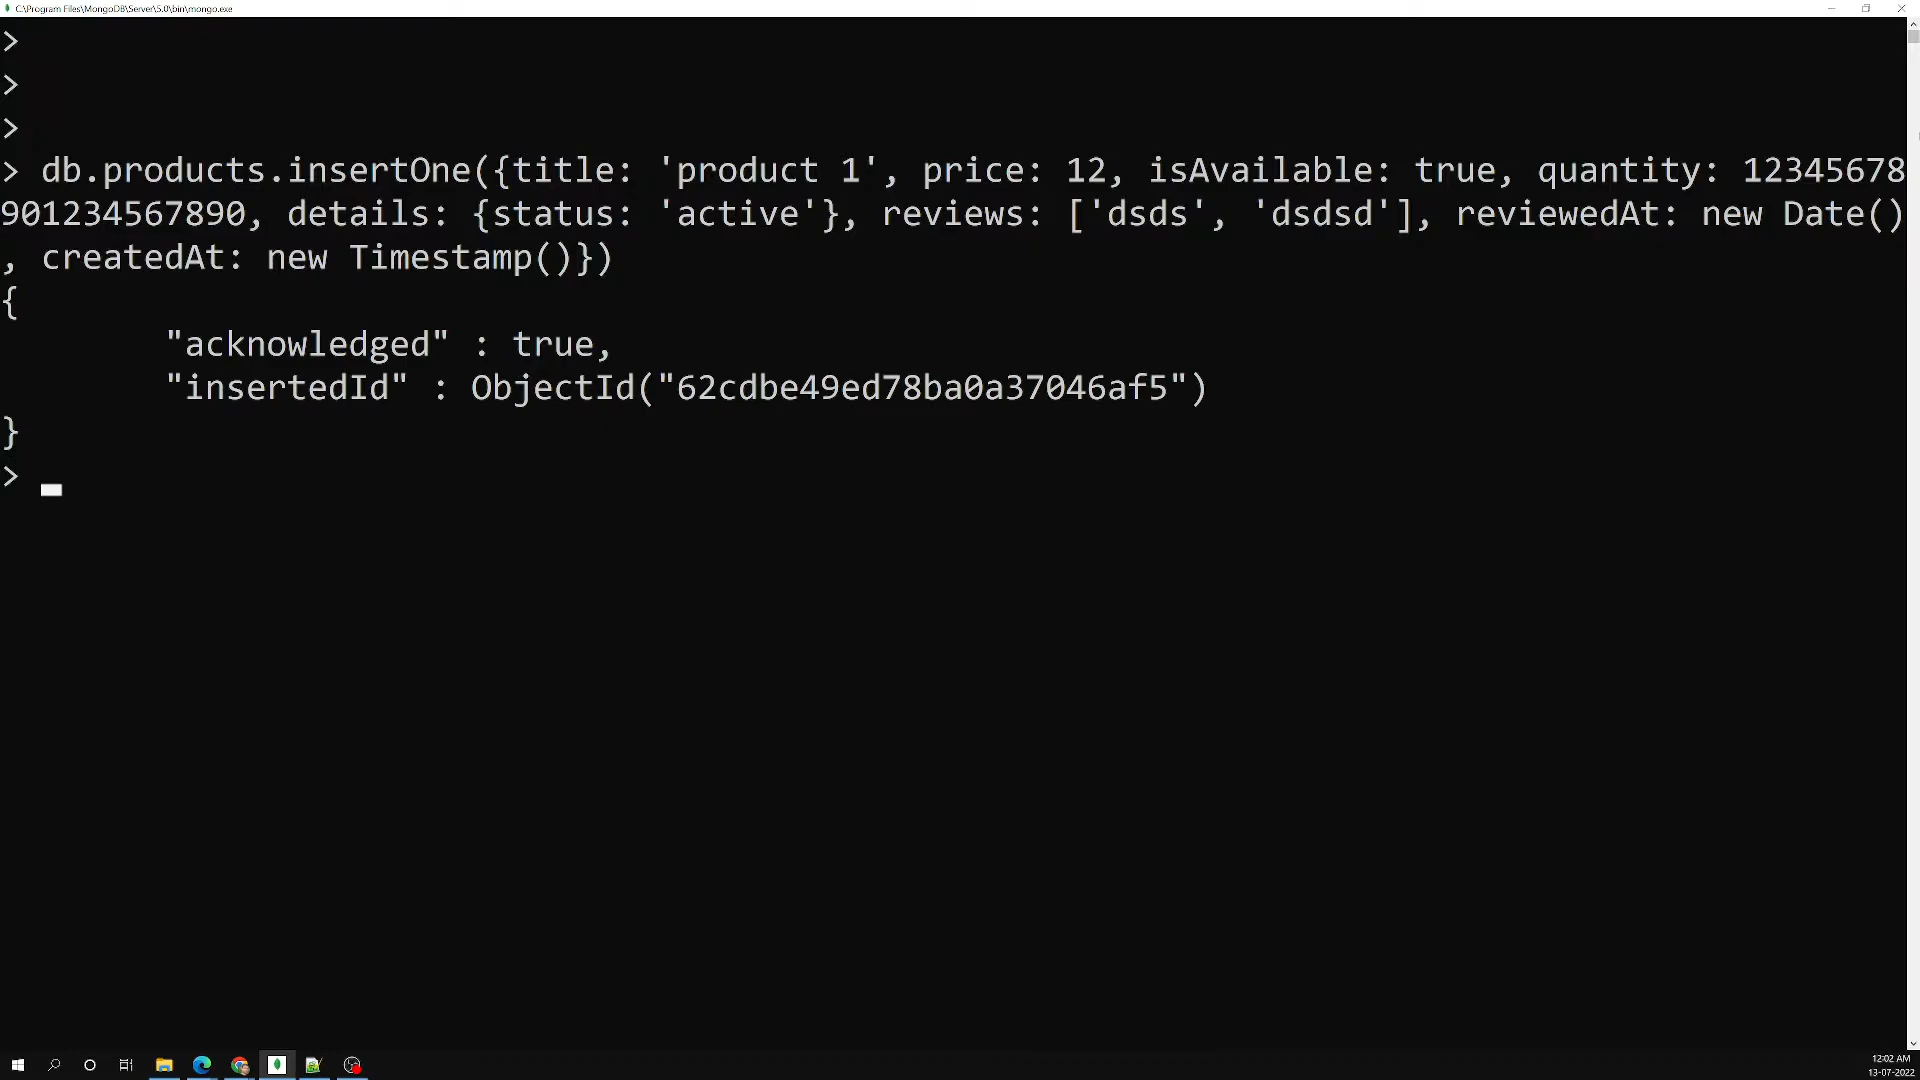 C:\Program Files\MongoDB\Server\5.0\bin\mongo.exe
>
>
>
> db.products.insertOne({title: 'product 1', price: 12, isAvailable: true, quantity: 12345678
901234567890, details: {status: 'active'}, reviews: ['dsds', 'dsdsd'], reviewedAt: new Date()
, createdAt: new Timestamp()})
{
"acknowledged" : true,
"insertedId" : ObjectId("62cdbe49ed78ba0a37046af5")
}
>
12:02 AM
13-07-2022